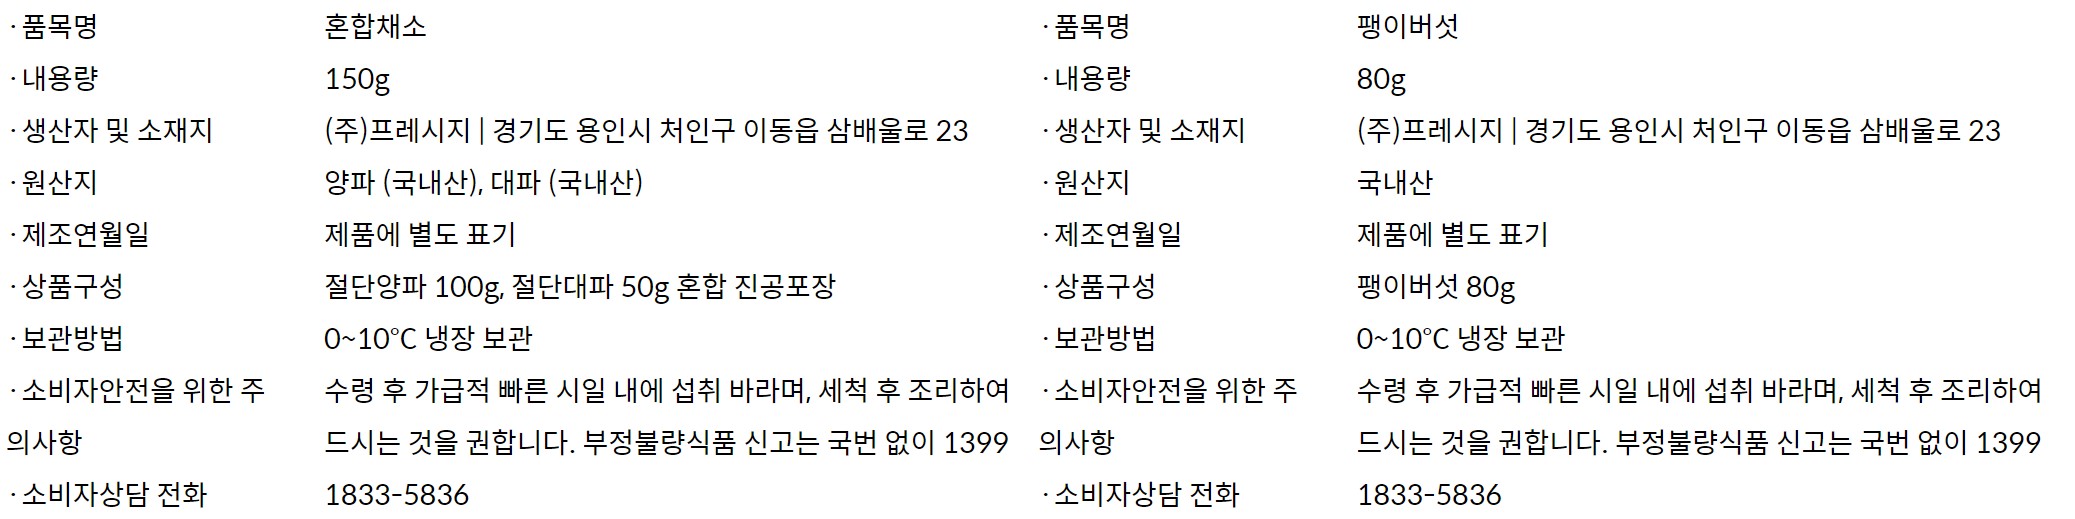 · 품목명 혼합채소
· 내용량 150g
· 생산자 및 소재지 (주)프레시지 | 경기도 용인시 처인구 이동읍 삼배울로 23
· 원산지 양파 (국내산), 대파 (국내산)
· 제조연월일 제품에 별도 표기
· 상품구성 절단양파 100g, 절단대파 50g 혼합 진공포장
· 보관방법 0~10℃ 냉장 보관
· 소비자안전을 위한 주 수령 후 가급적 빠른 시일 내에 섭취 바라며, 세척 후 조리하여
의사항 드시는 것을 권합니다. 부정불량식품 신고는 국번 없이 1399
· 소비자상담 전화 1833-5836
· 품목명 팽이버섯
· 내용량 80g
· 생산자 및 소재지 (주)프레시지 | 경기도 용인시 처인구 이동읍 삼배울로 23
· 원산지 국내산
· 제조연월일 제품에 별도 표기
· 상품구성 팽이버섯 80g
· 보관방법 0~10℃ 냉장 보관
· 소비자안전을 위한 주 수령 후 가급적 빠른 시일 내에 섭취 바라며, 세척 후 조리하여
의사항 드시는 것을 권합니다. 부정불량식품 신고는 국번 없이 1399
· 소비자상담 전화 1833-5836